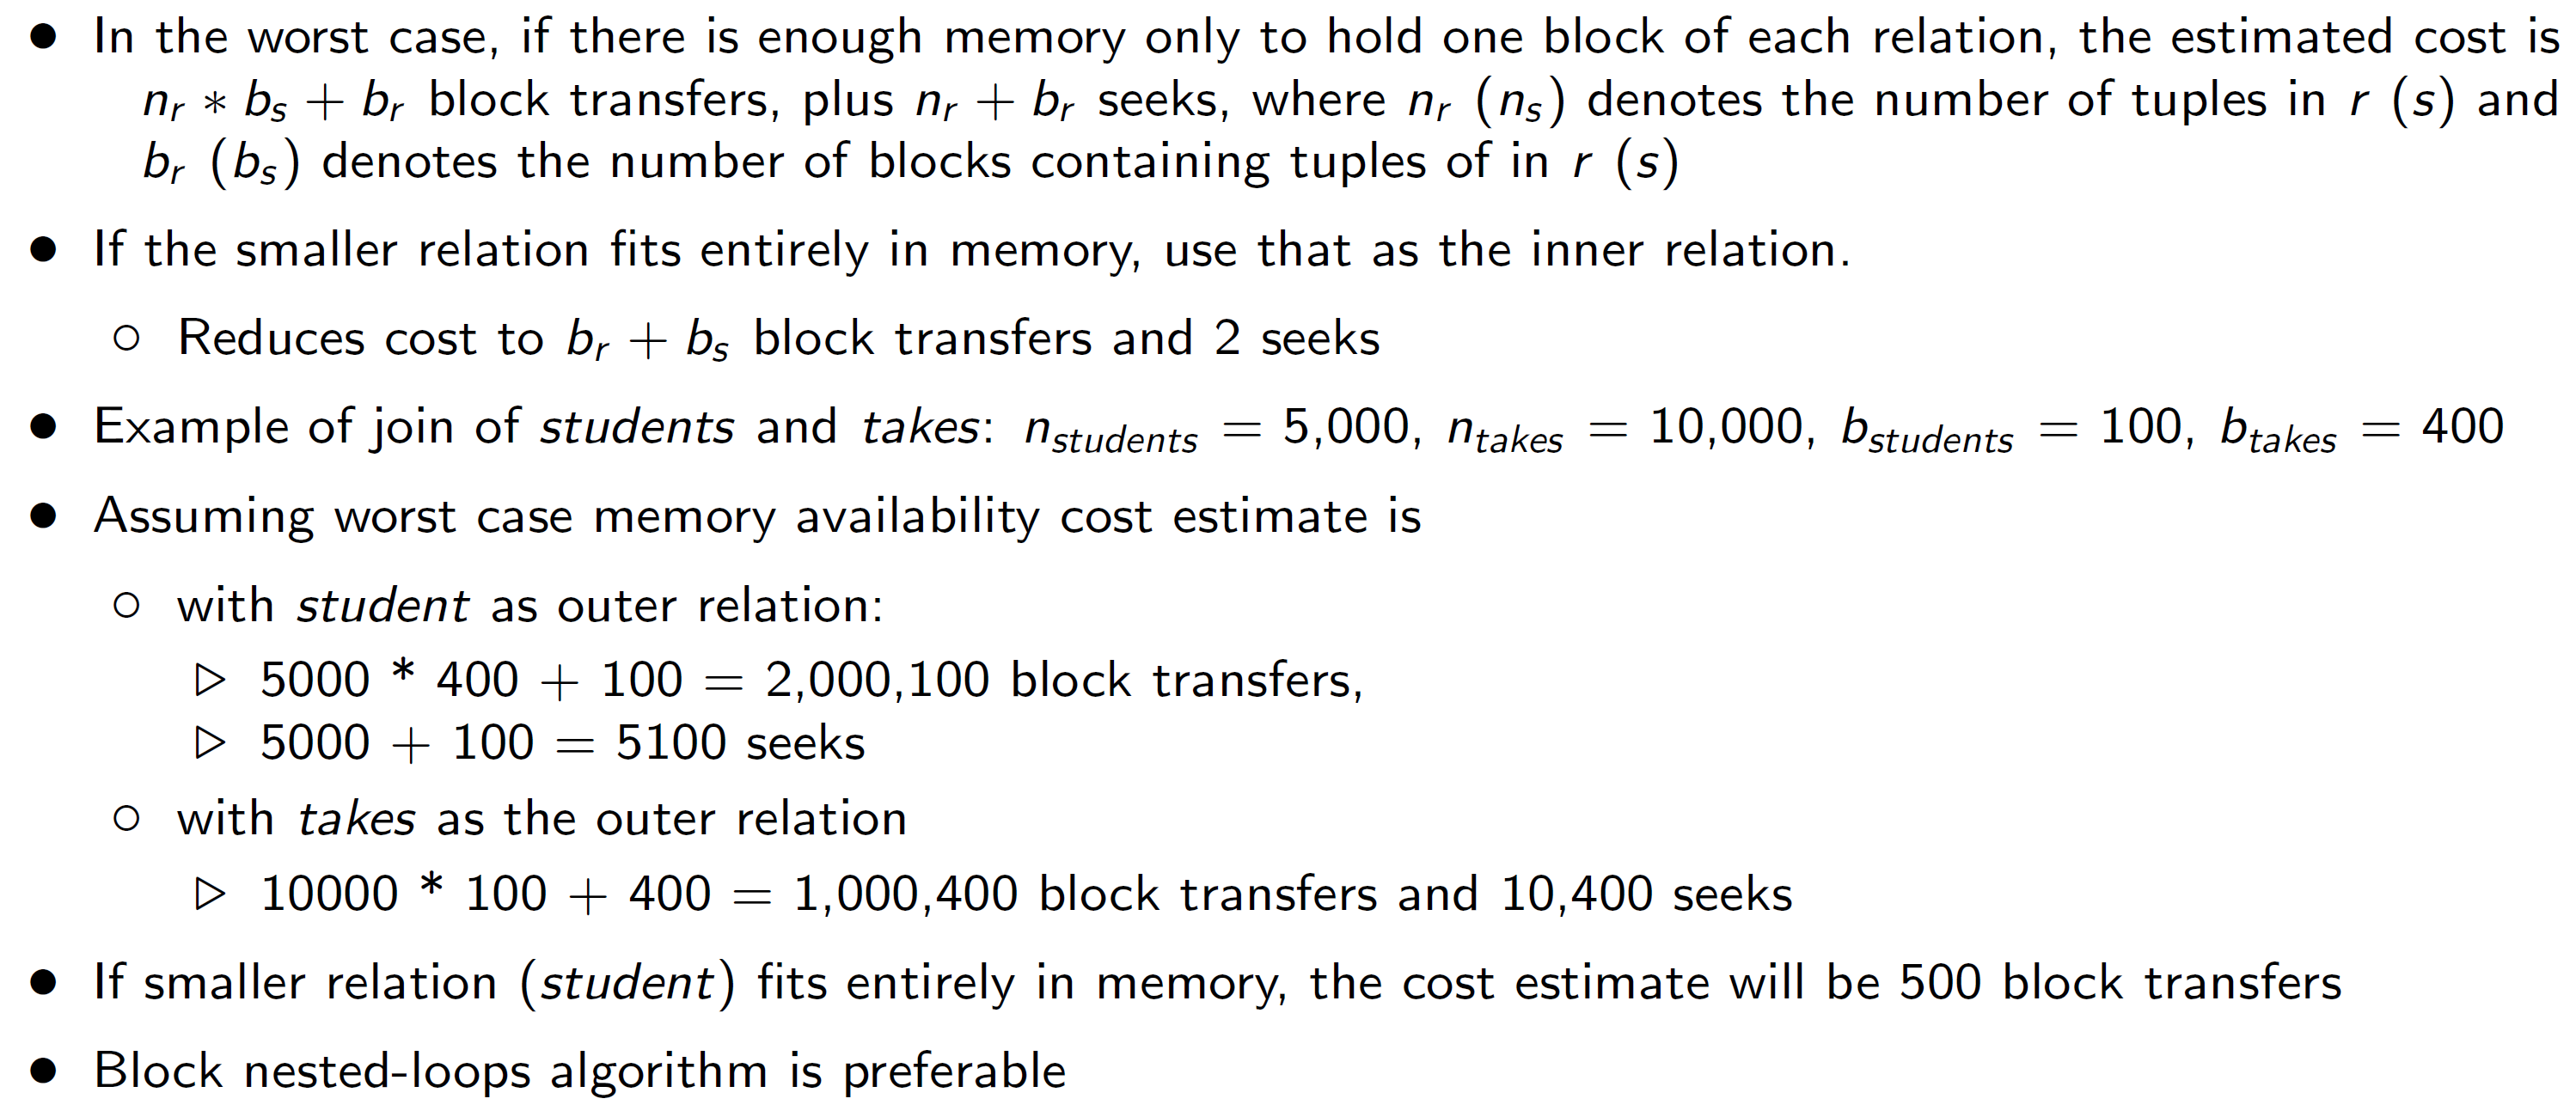 ● In the worst case, if there is enough memory only to hold one block of each relation, the estimated cost is
n_r ∗ b_s + b_r block transfers, plus n_r + b_r seeks, where n_r (n_s) denotes the number of tuples in r (s) and
b_r (b_s) denotes the number of blocks containing tuples of in r (s)
● If the smaller relation fits entirely in memory, use that as the inner relation.
○ Reduces cost to b_r + b_s block transfers and 2 seeks
● Example of join of students and takes: n_students = 5,000, n_takes = 10,000, b_students = 100, b_takes = 400
● Assuming worst case memory availability cost estimate is
○ with student as outer relation:
▷ 5000 * 400 + 100 = 2,000,100 block transfers,
▷ 5000 + 100 = 5100 seeks
○ with takes as the outer relation
▷ 10000 * 100 + 400 = 1,000,400 block transfers and 10,400 seeks
● If smaller relation (student) fits entirely in memory, the cost estimate will be 500 block transfers
● Block nested-loops algorithm is preferable